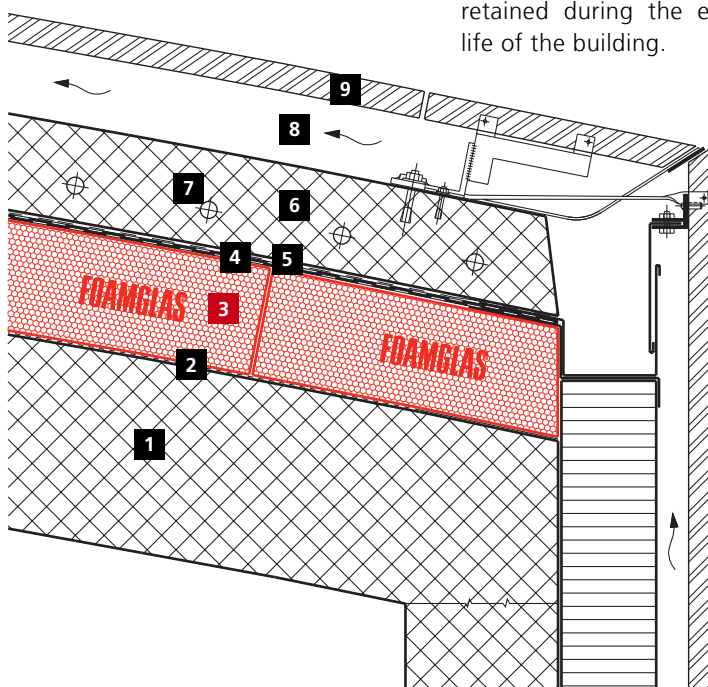 retained during the e
life of the building.
9
8
7
6
4
5
FOAMGLAS
3
FOAMGLAS
2
1